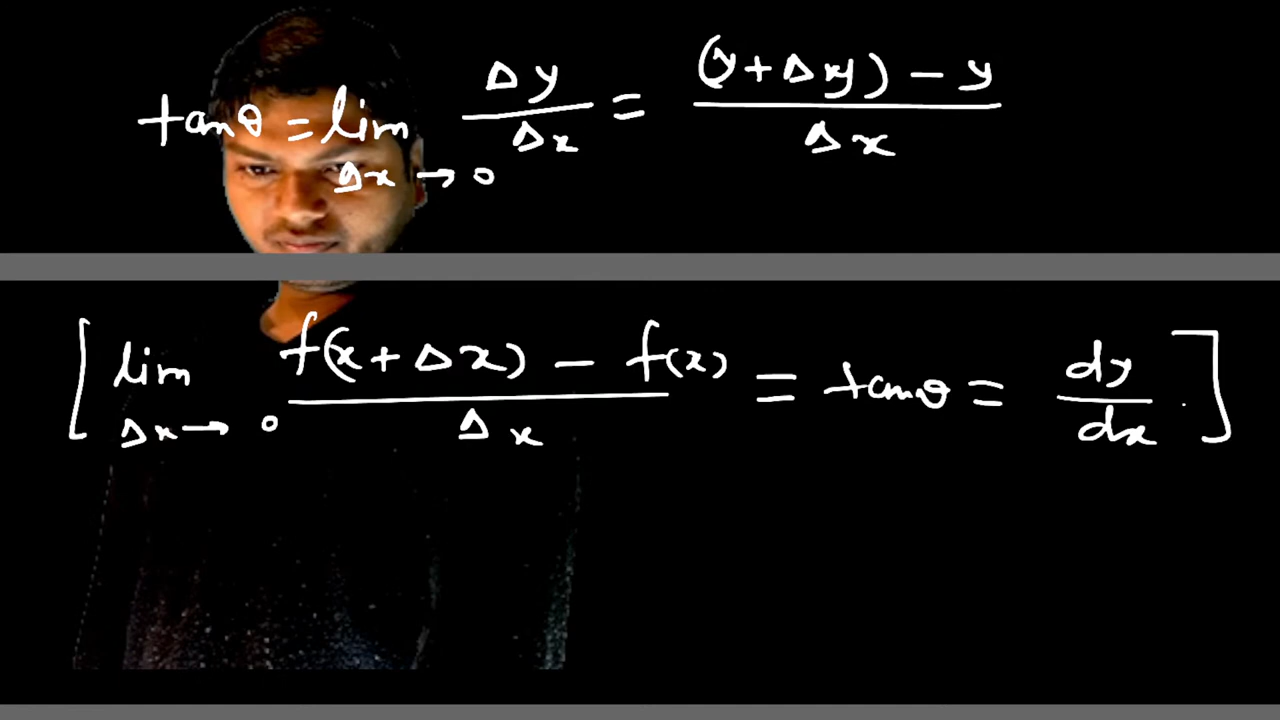 tanθ = lim Δx → 0 Δy/Δx = ((y + Δy) − y)/Δx
[ lim Δx → 0 (f(x + Δx) − f(x))/Δx = tanθ = dy/dx . ]